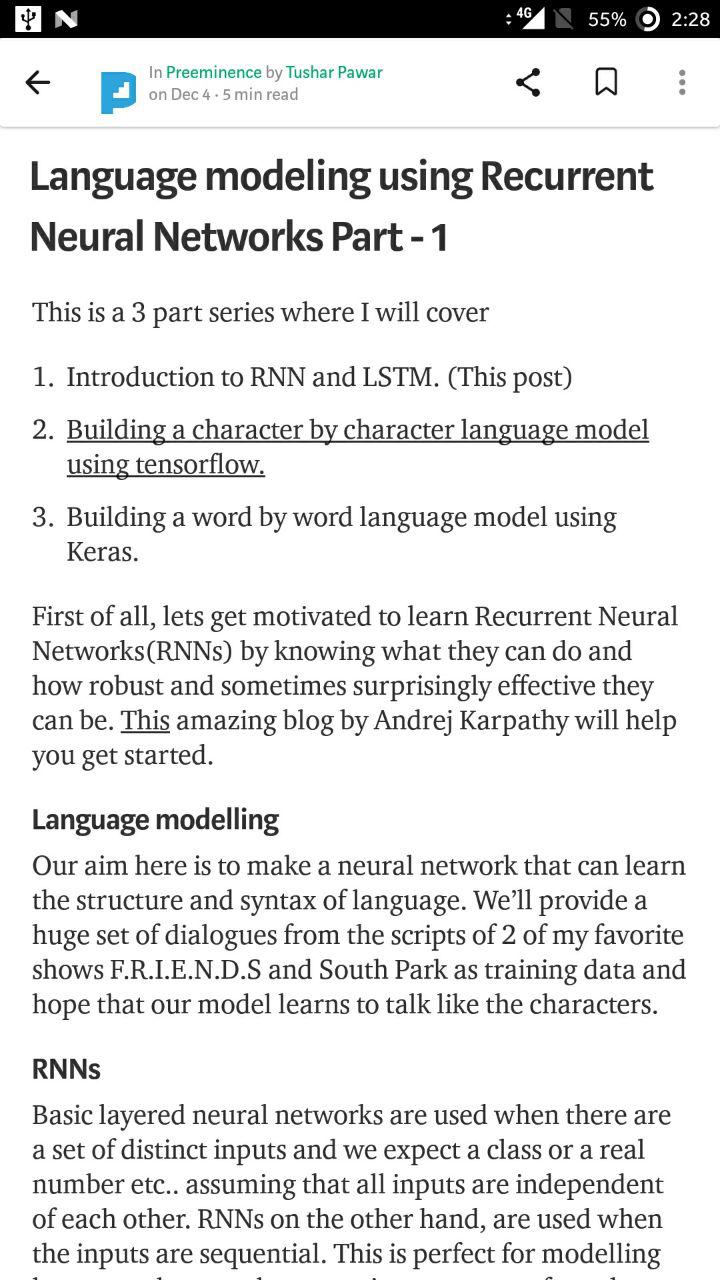 4G 55% 2:28
In Preeminence by Tushar Pawar
on Dec 4 · 5 min read
Language modeling using Recurrent
Neural Networks Part - 1
This is a 3 part series where I will cover
1. Introduction to RNN and LSTM. (This post)
2. Building a character by character language model
using tensorflow.
3. Building a word by word language model using
Keras.
First of all, lets get motivated to learn Recurrent Neural
Networks(RNNs) by knowing what they can do and
how robust and sometimes surprisingly effective they
can be. This amazing blog by Andrej Karpathy will help
you get started.
Language modelling
Our aim here is to make a neural network that can learn
the structure and syntax of language. We’ll provide a
huge set of dialogues from the scripts of 2 of my favorite
shows F.R.I.E.N.D.S and South Park as training data and
hope that our model learns to talk like the characters.
RNNs
Basic layered neural networks are used when there are
a set of distinct inputs and we expect a class or a real
number etc.. assuming that all inputs are independent
of each other. RNNs on the other hand, are used when
the inputs are sequential. This is perfect for modelling